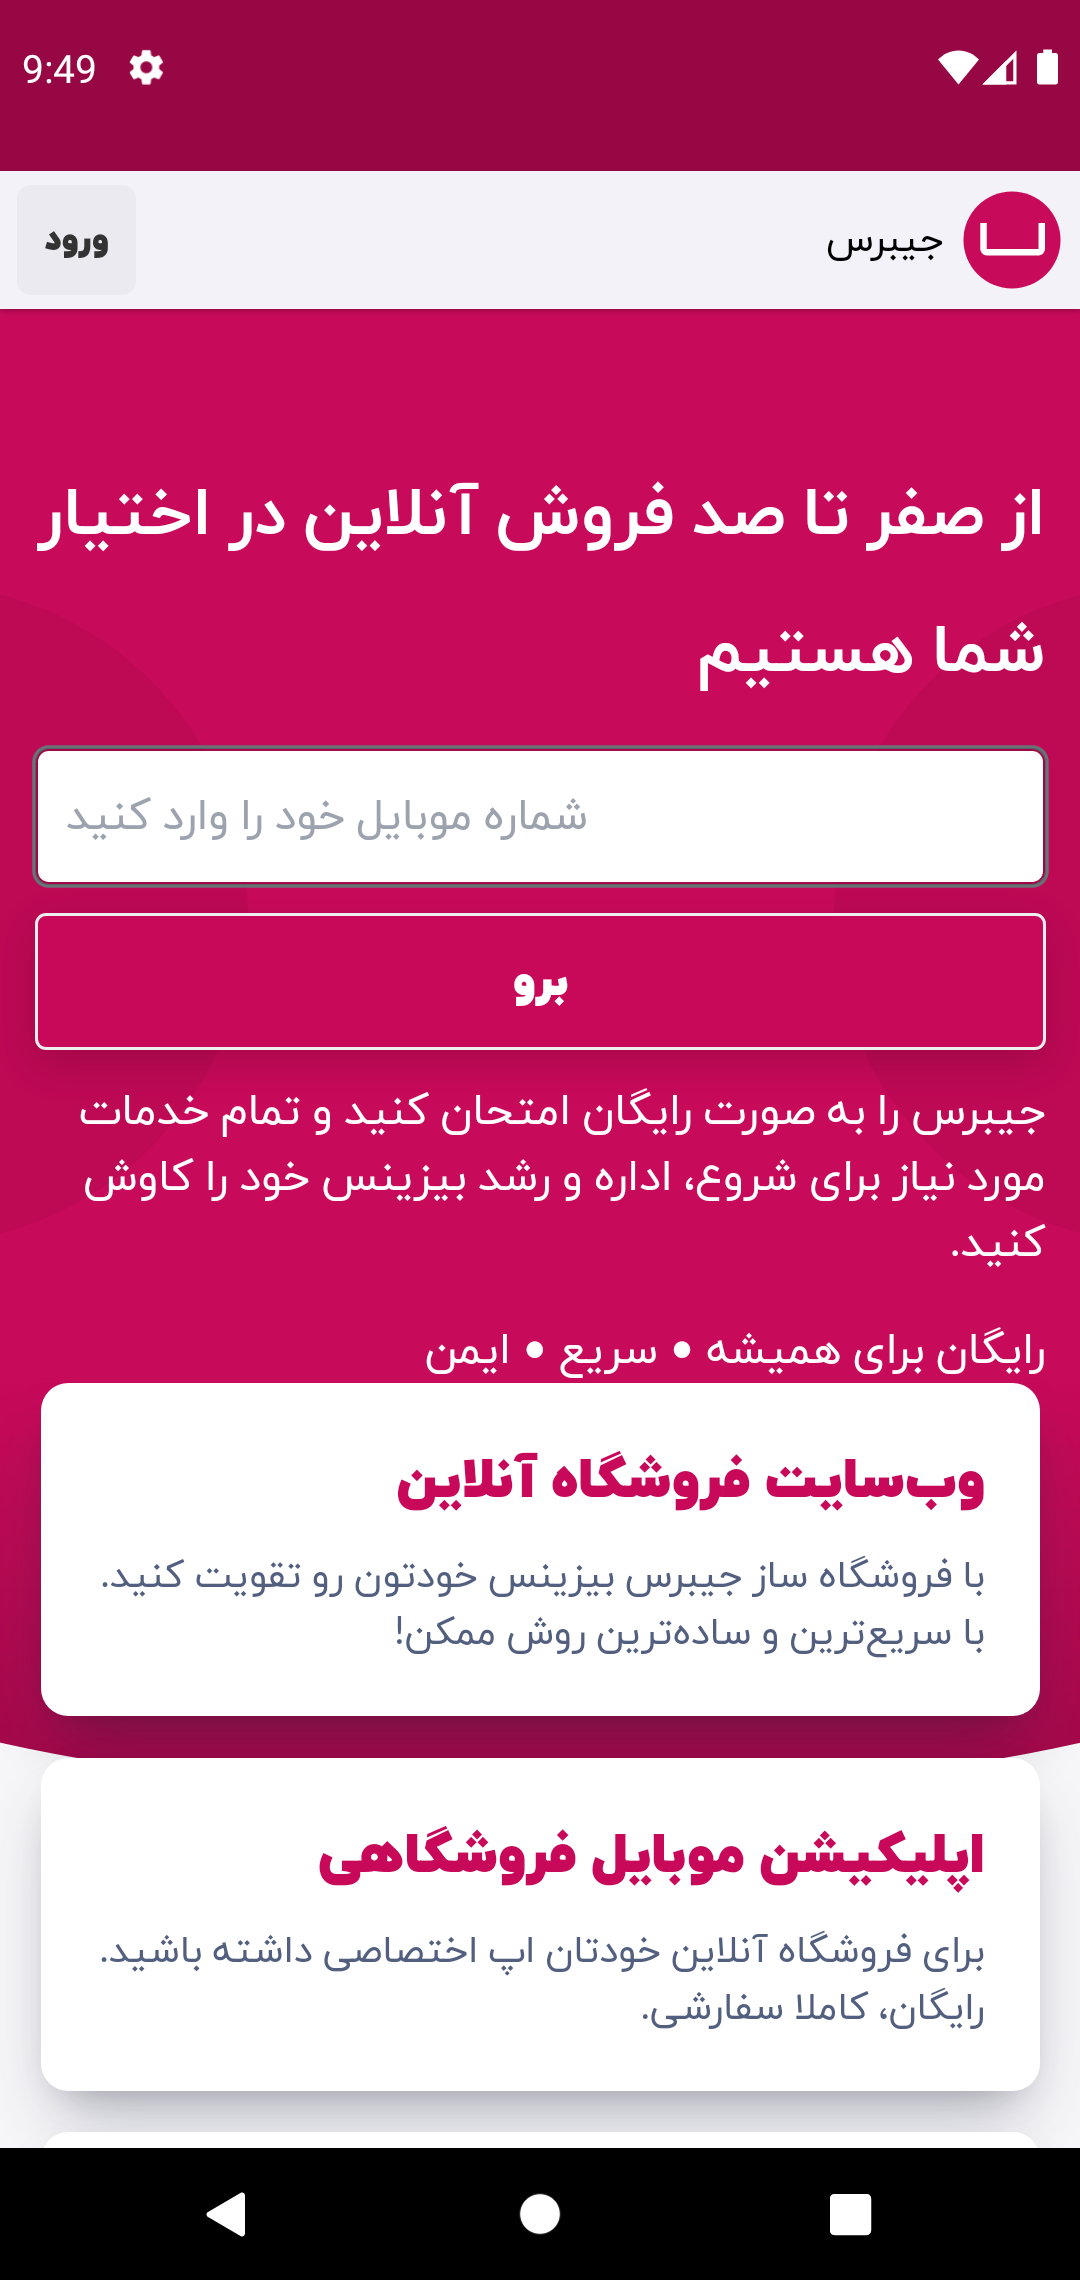 9:49
جیبرس
ورود
از صفر تا صد فروش آنلاین در اختیار
شما هستیم
شماره موبایل خود را وارد کنید
برو
جیبرس را به صورت رایگان امتحان کنید و تمام خدمات
مورد نیاز برای شروع، اداره و رشد بیزینس خود را کاوش
کنید.
رایگان برای همیشه • سریع • ایمن
وب‌سایت فروشگاه آنلاین
با فروشگاه ساز جیبرس بیزینس خودتون رو تقویت کنید.
با سریع‌ترین و ساده‌ترین روش ممکن!
اپلیکیشن موبایل فروشگاهی
برای فروشگاه آنلاین خودتان اپ اختصاصی داشته باشید.
رایگان، کاملا سفارشی.